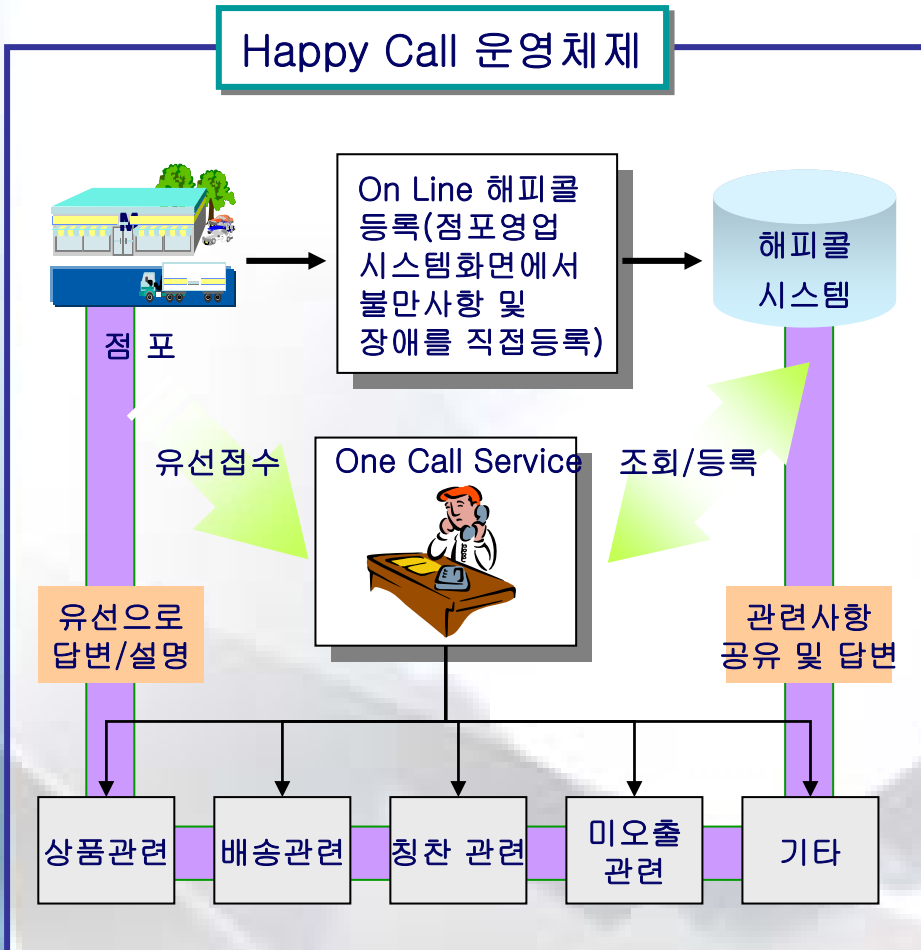 Happy Call 운영체제
On Line 해피콜
등록(점포영업
시스템화면에서
불만사항 및
장애를 직접등록)
해피콜
시스템
점 포
유선접수
One Call Service
조회/등록
유선으로
답변/설명
관련사항
공유 및 답변
상품관련
배송관련
칭찬 관련
미오출
관련
기타